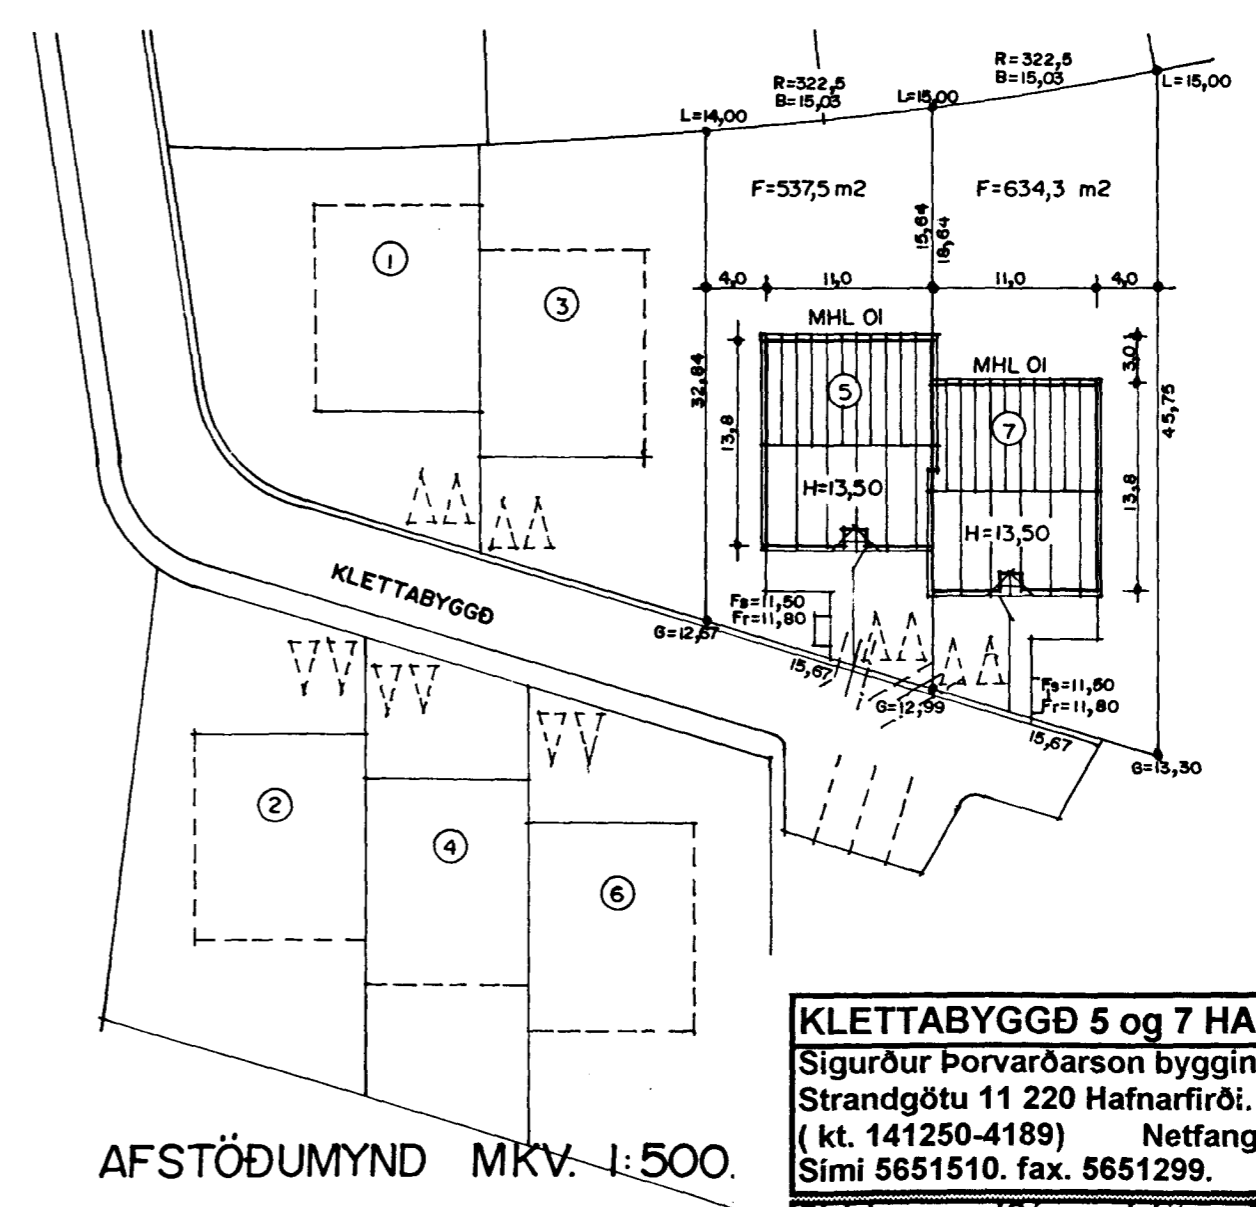 R=322,5
B=15,03
L=15,00
R=322,5
B=15,03
L=15,00
L=14,00
F=537,5 m2
F=634,3 m2
15,64
18,64
4,0
11,0
11,0
4,0
1
3
MHL 01
MHL 01
3,0
5
7
32,84
45,75
13,8
13,8
H=13,50
H=13,50
KLETTABYGGÐ
Fs=11,50
Fr=11,80
G=12,67
15,67
G=12,99
Fs=11,50
Fr=11,80
15,67
G=13,30
2
4
6
AFSTÖÐUMYND MKV. 1:500.
KLETTABYGGÐ 5 og 7 HA
Sigurður Þorvarðarson byggin
Strandgötu 11 220 Hafnarfirði.
( kt. 141250-4189) Netfang
Sími 5651510. fax. 5651299.